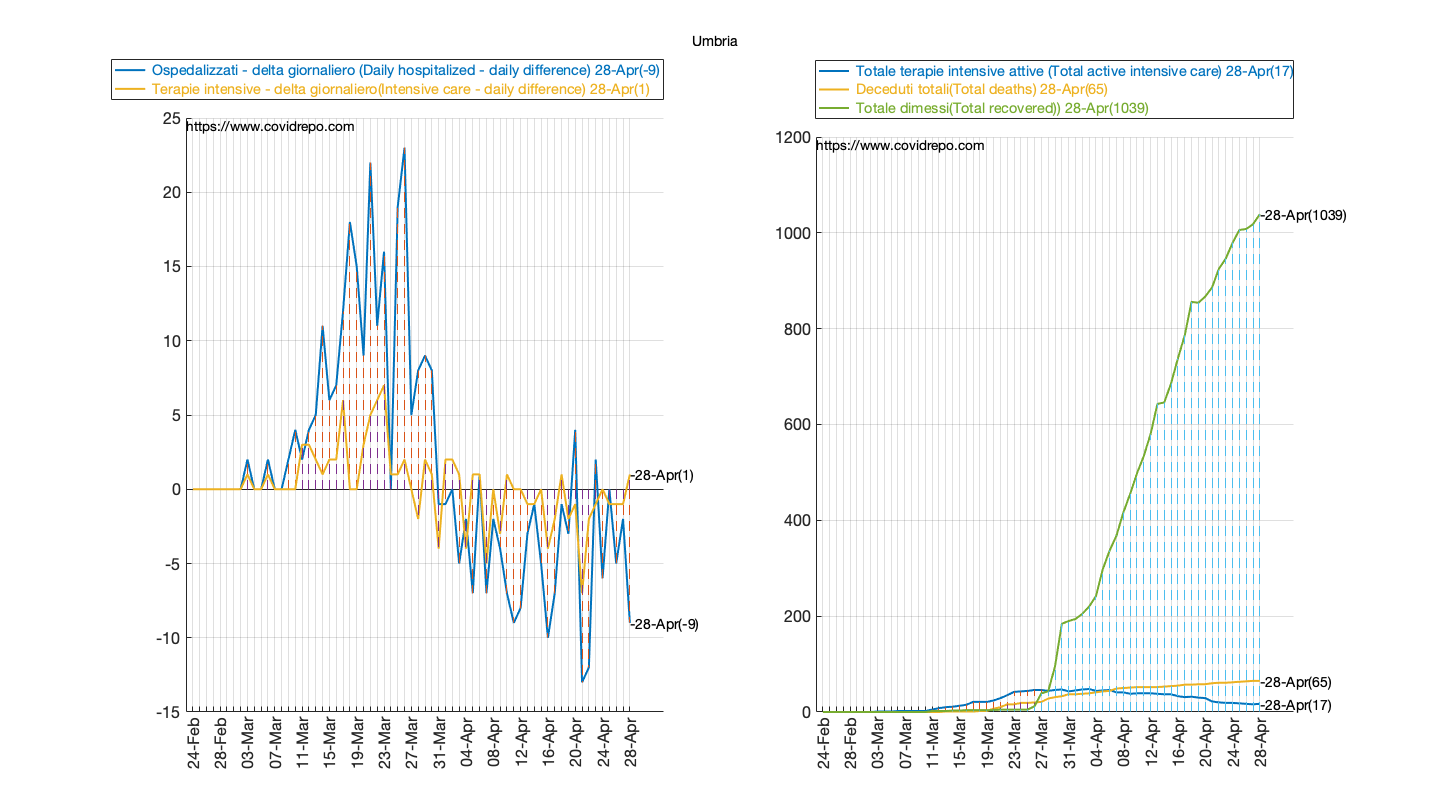 Umbria
Ospedalizzati - delta giornaliero (Daily hospitalized - daily difference) 28-Apr(-9)
Terapie intensive - delta giornaliero(Intensive care - daily difference) 28-Apr(1)
https://www.covidrepo.com
25
20
15
10
5
0
-5
-10
-15
-28-Apr(1)
-28-Apr(-9)
24-Feb
28-Feb
03-Mar
07-Mar
11-Mar
15-Mar
19-Mar
23-Mar
27-Mar
31-Mar
04-Apr
08-Apr
12-Apr
16-Apr
20-Apr
24-Apr
28-Apr
Totale terapie intensive attive (Total active intensive care) 28-Apr(17)
Deceduti totali(Total deaths) 28-Apr(65)
Totale dimessi(Total recovered)) 28-Apr(1039)
https://www.covidrepo.com
1200
1000
800
600
400
200
0
-28-Apr(1039)
-28-Apr(65)
-28-Apr(17)
24-Feb
28-Feb
03-Mar
07-Mar
11-Mar
15-Mar
19-Mar
23-Mar
27-Mar
31-Mar
04-Apr
08-Apr
12-Apr
16-Apr
20-Apr
24-Apr
28-Apr